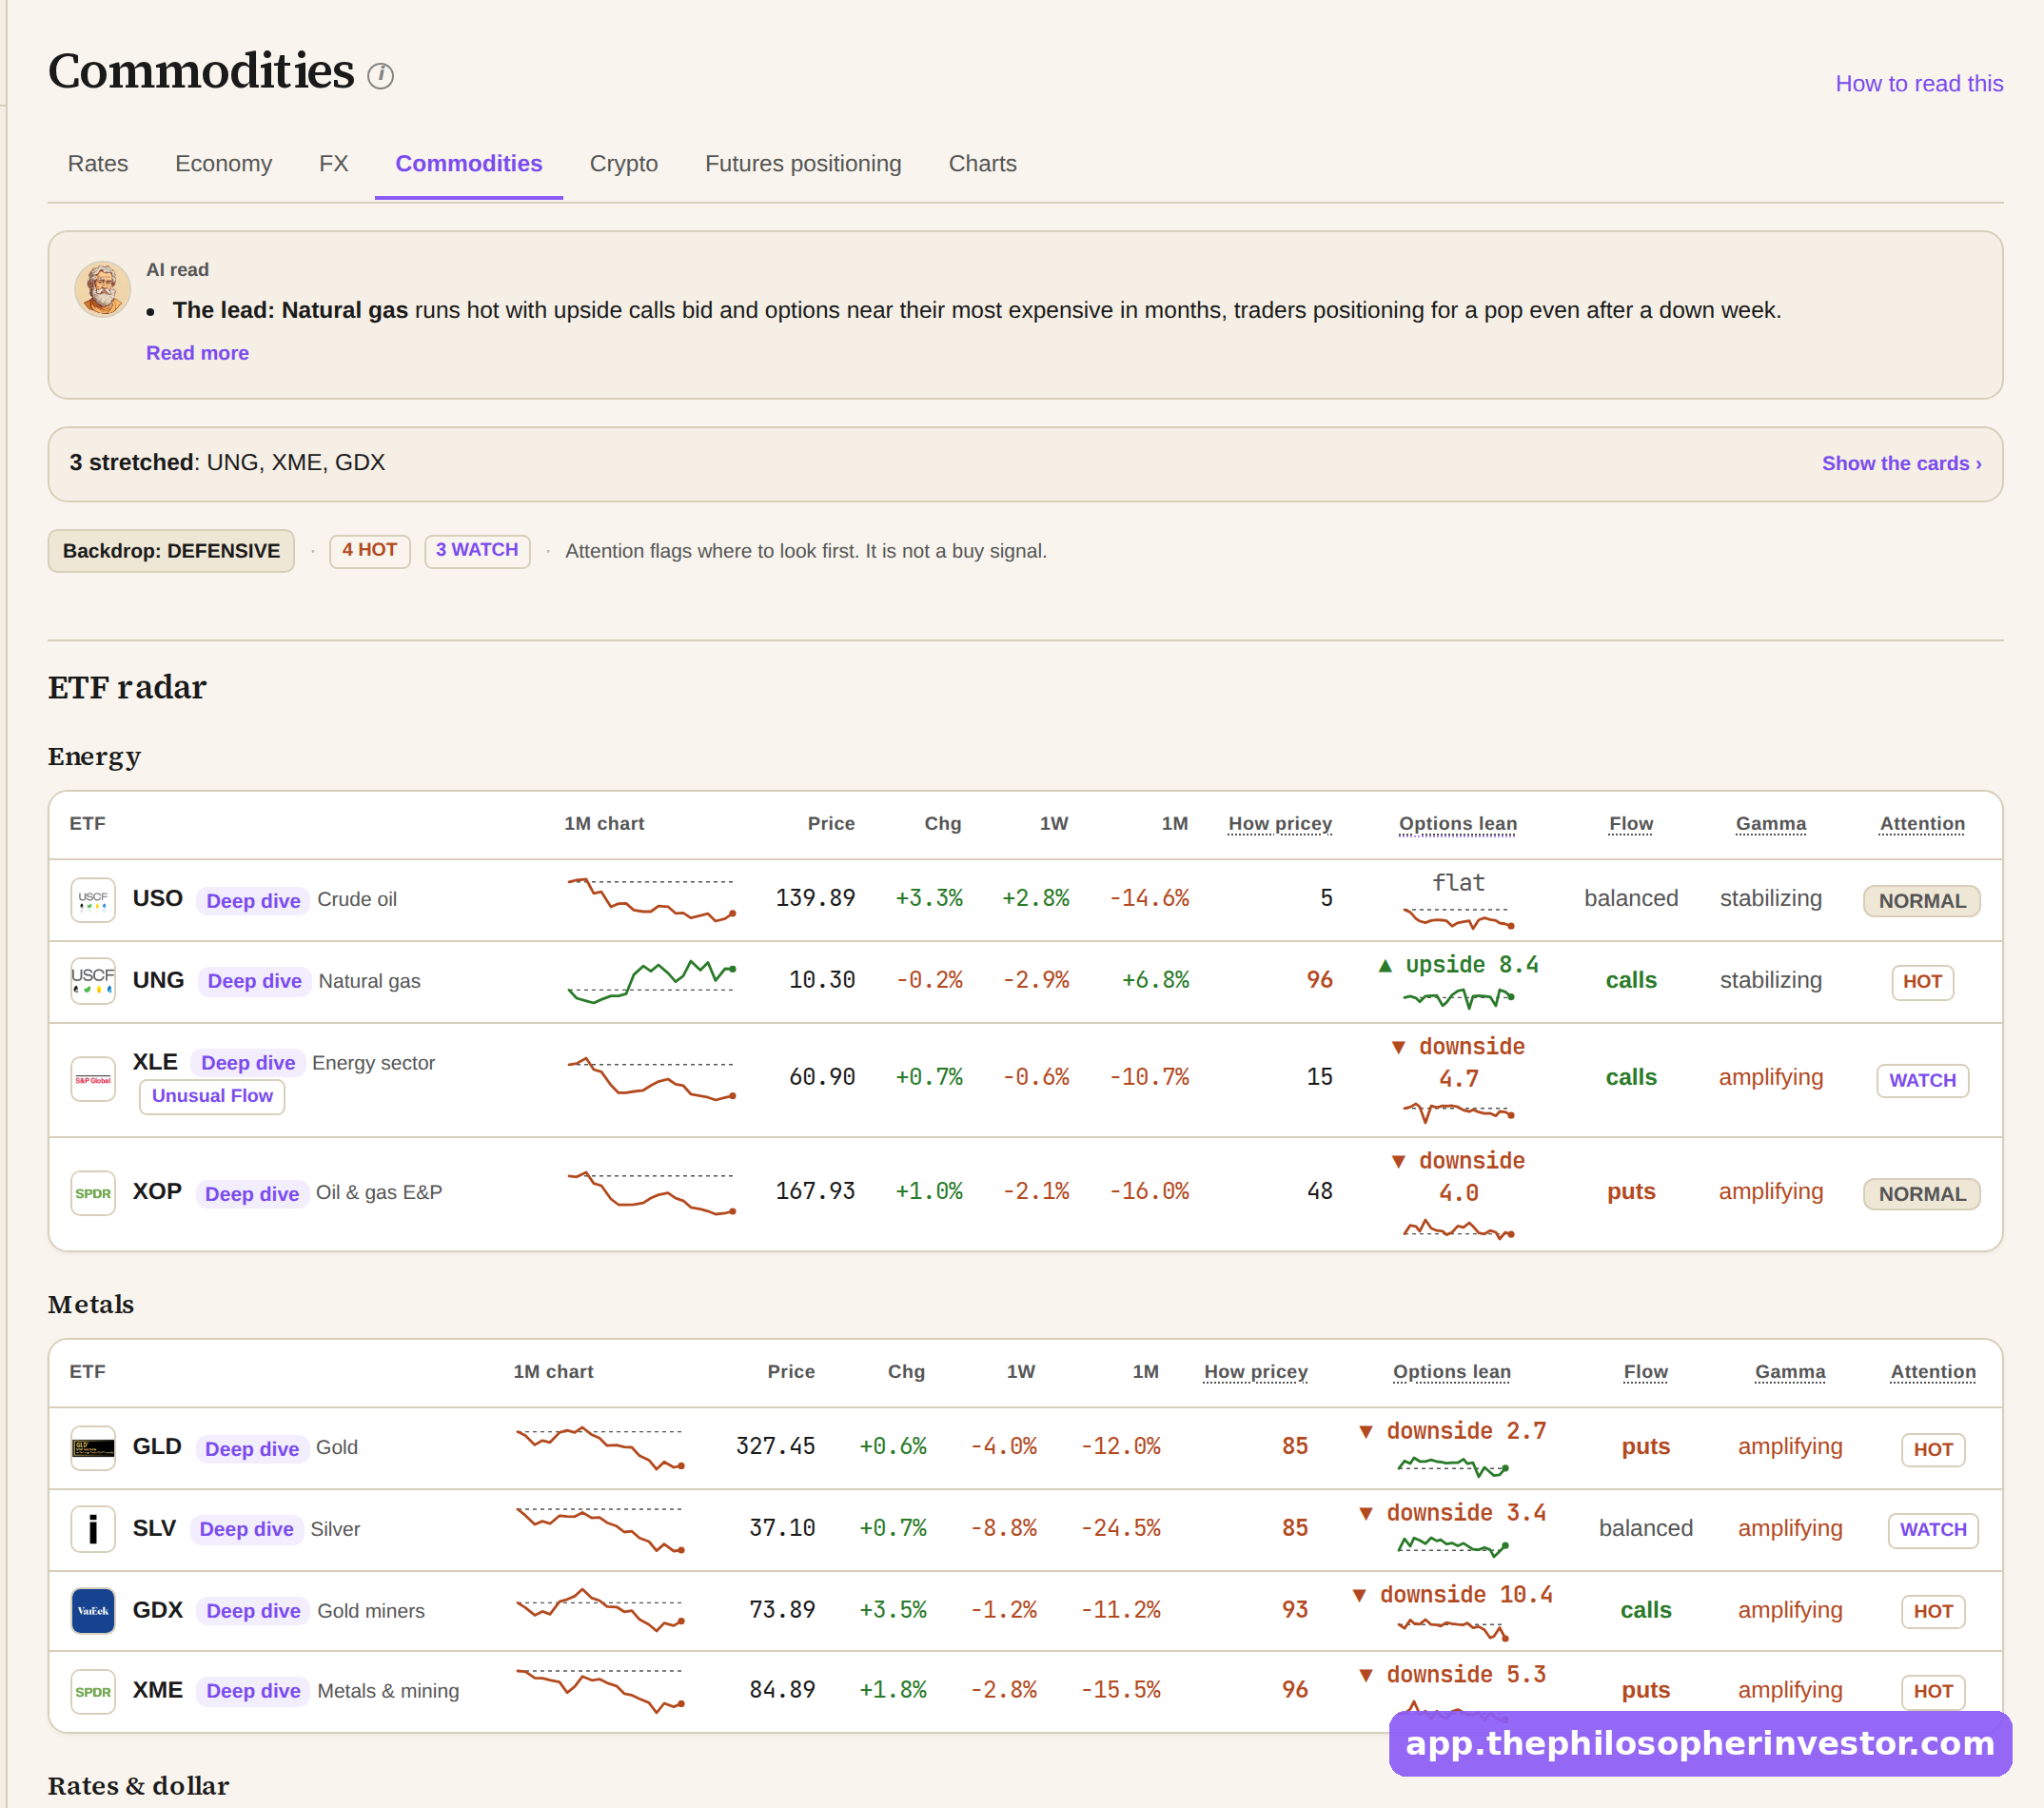 Commodities i
How to read this
Rates Economy FX Commodities Crypto Futures positioning Charts
AI read
• The lead: Natural gas runs hot with upside calls bid and options near their most expensive in months, traders positioning for a pop even after a down week.
Read more
3 stretched: UNG, XME, GDX
Show the cards ›
Backdrop: DEFENSIVE · 4 HOT 3 WATCH · Attention flags where to look first. It is not a buy signal.
ETF radar
Energy
ETF 1M chart Price Chg 1W 1M How pricey Options lean Flow Gamma Attention
USCF USO Deep dive Crude oil 139.89 +3.3% +2.8% -14.6% 5 flat balanced stabilizing NORMAL
USCF UNG Deep dive Natural gas 10.30 -0.2% -2.9% +6.8% 96 ▲ upside 8.4 calls stabilizing HOT
S&P Global XLE Deep dive Energy sector 60.90 +0.7% -0.6% -10.7% 15 ▼ downside 4.7 calls amplifying WATCH
Unusual Flow
SPDR XOP Deep dive Oil & gas E&P 167.93 +1.0% -2.1% -16.0% 48 ▼ downside 4.0 puts amplifying NORMAL
Metals
ETF 1M chart Price Chg 1W 1M How pricey Options lean Flow Gamma Attention
GLD GLD Deep dive Gold 327.45 +0.6% -4.0% -12.0% 85 ▼ downside 2.7 puts amplifying HOT
i SLV Deep dive Silver 37.10 +0.7% -8.8% -24.5% 85 ▼ downside 3.4 balanced amplifying WATCH
VanEck GDX Deep dive Gold miners 73.89 +3.5% -1.2% -11.2% 93 ▼ downside 10.4 calls amplifying HOT
SPDR XME Deep dive Metals & mining 84.89 +1.8% -2.8% -15.5% 96 ▼ downside 5.3 puts amplifying HOT
app.thephilosopherinvestor.com
Rates & dollar